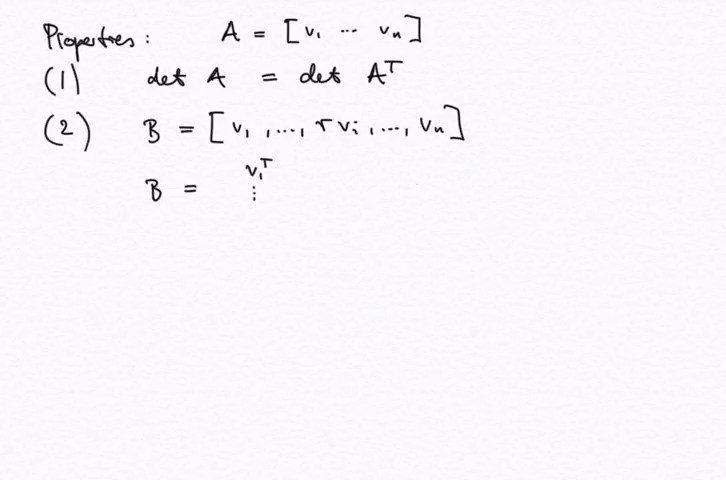 Properties: A = [v₁ ... vₙ]
(1) det A = det Aᵀ
(2) B = [v₁, ..., r vᵢ, ..., vₙ]
B = v₁ᵀ
⋮